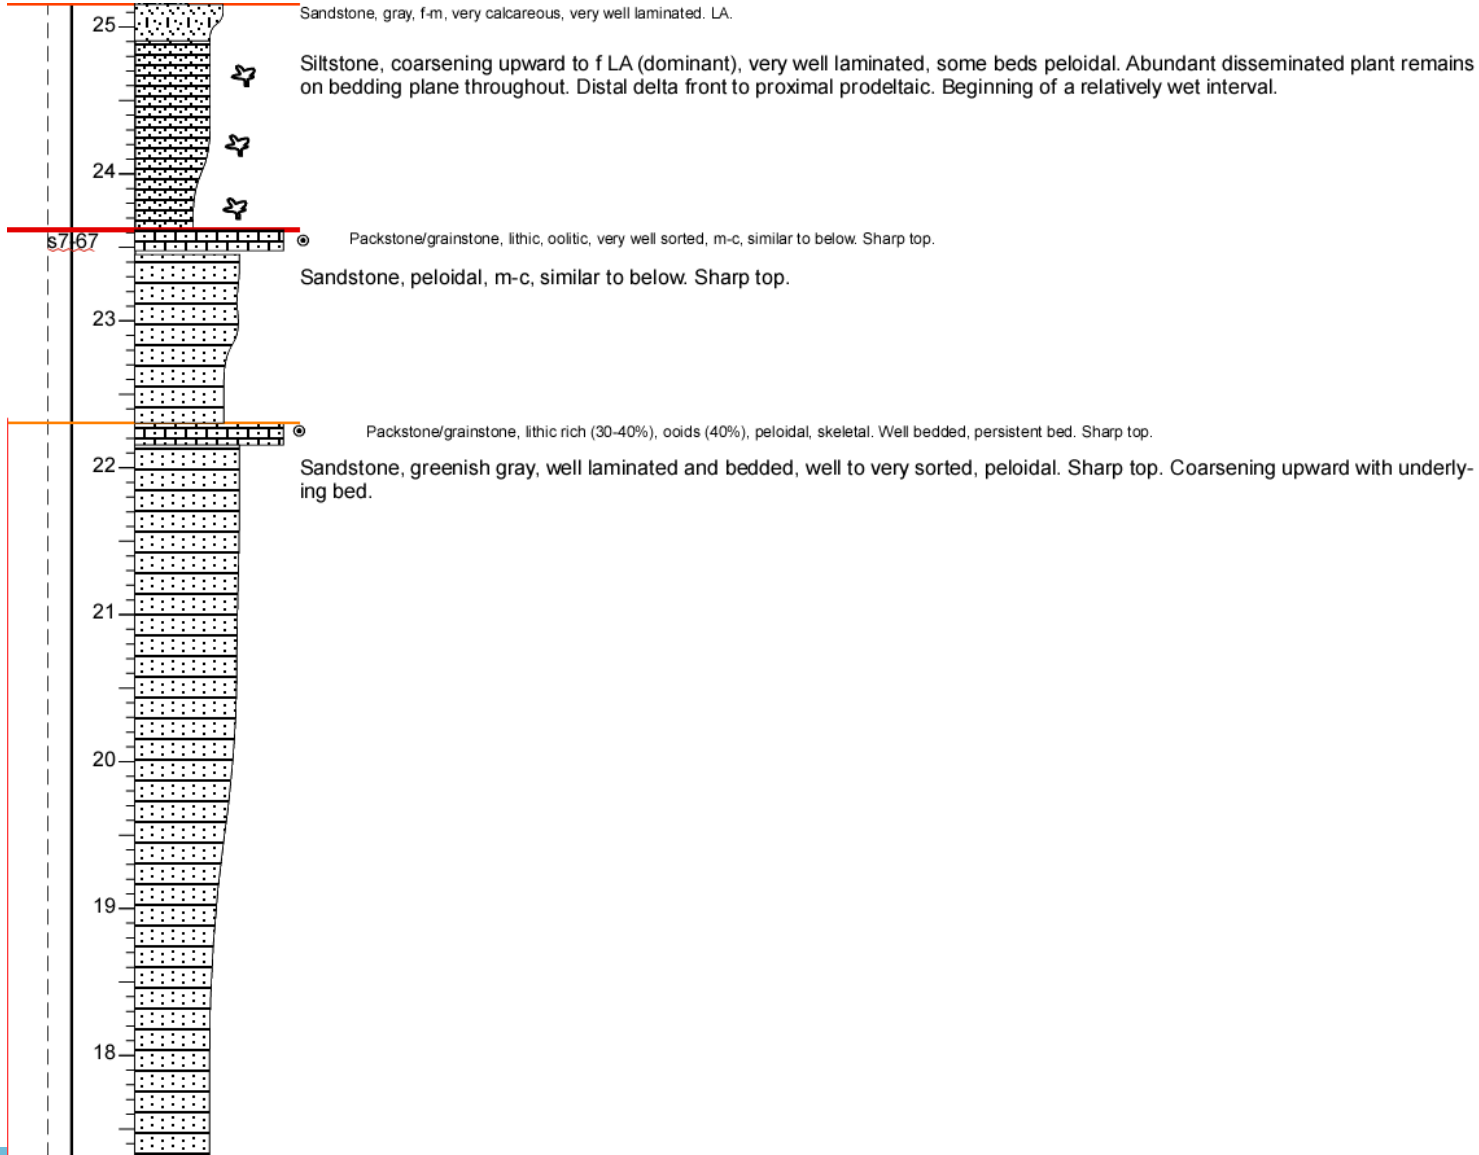 25
Sandstone, gray, f-m, very calcareous, very well laminated. LA.
Siltstone, coarsening upward to f LA (dominant), very well laminated, some beds peloidal. Abundant disseminated plant remains
on bedding plane throughout. Distal delta front to proximal prodeltaic. Beginning of a relatively wet interval.
24
s7-67
Packstone/grainstone, lithic, oolitic, very well sorted, m-c, similar to below. Sharp top.
Sandstone, peloidal, m-c, similar to below. Sharp top.
23
Packstone/grainstone, lithic rich (30-40%), ooids (40%), peloidal, skeletal. Well bedded, persistent bed. Sharp top.
22
Sandstone, greenish gray, well laminated and bedded, well to very sorted, peloidal. Sharp top. Coarsening upward with underly-
ing bed.
21
20
19
18